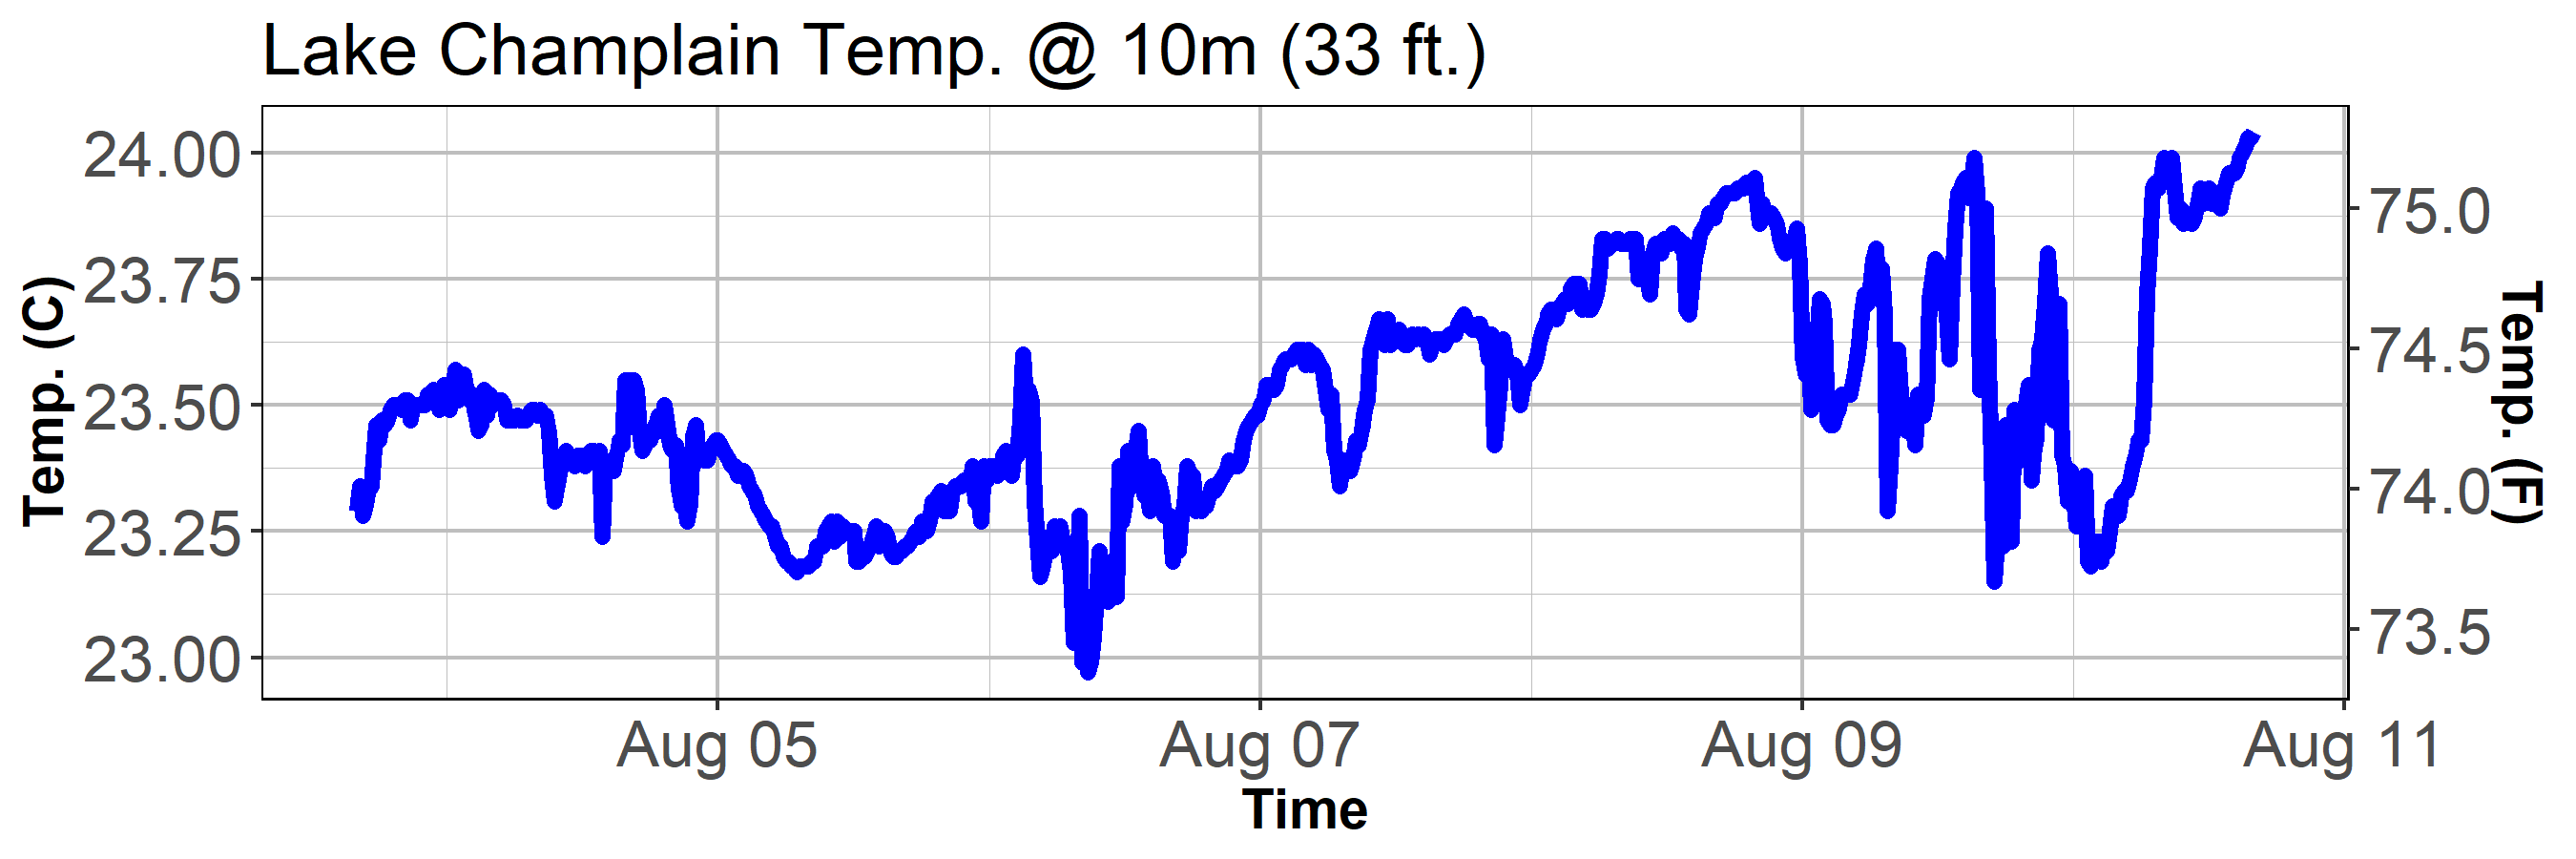 Lake Champlain Temp. @ 10m (33 ft.)
24.00
23.75
23.50
23.25
23.00
Temp. (C)
75.0
74.5
74.0
73.5
Temp. (F)
Aug 05
Aug 07
Aug 09
Aug 11
Time